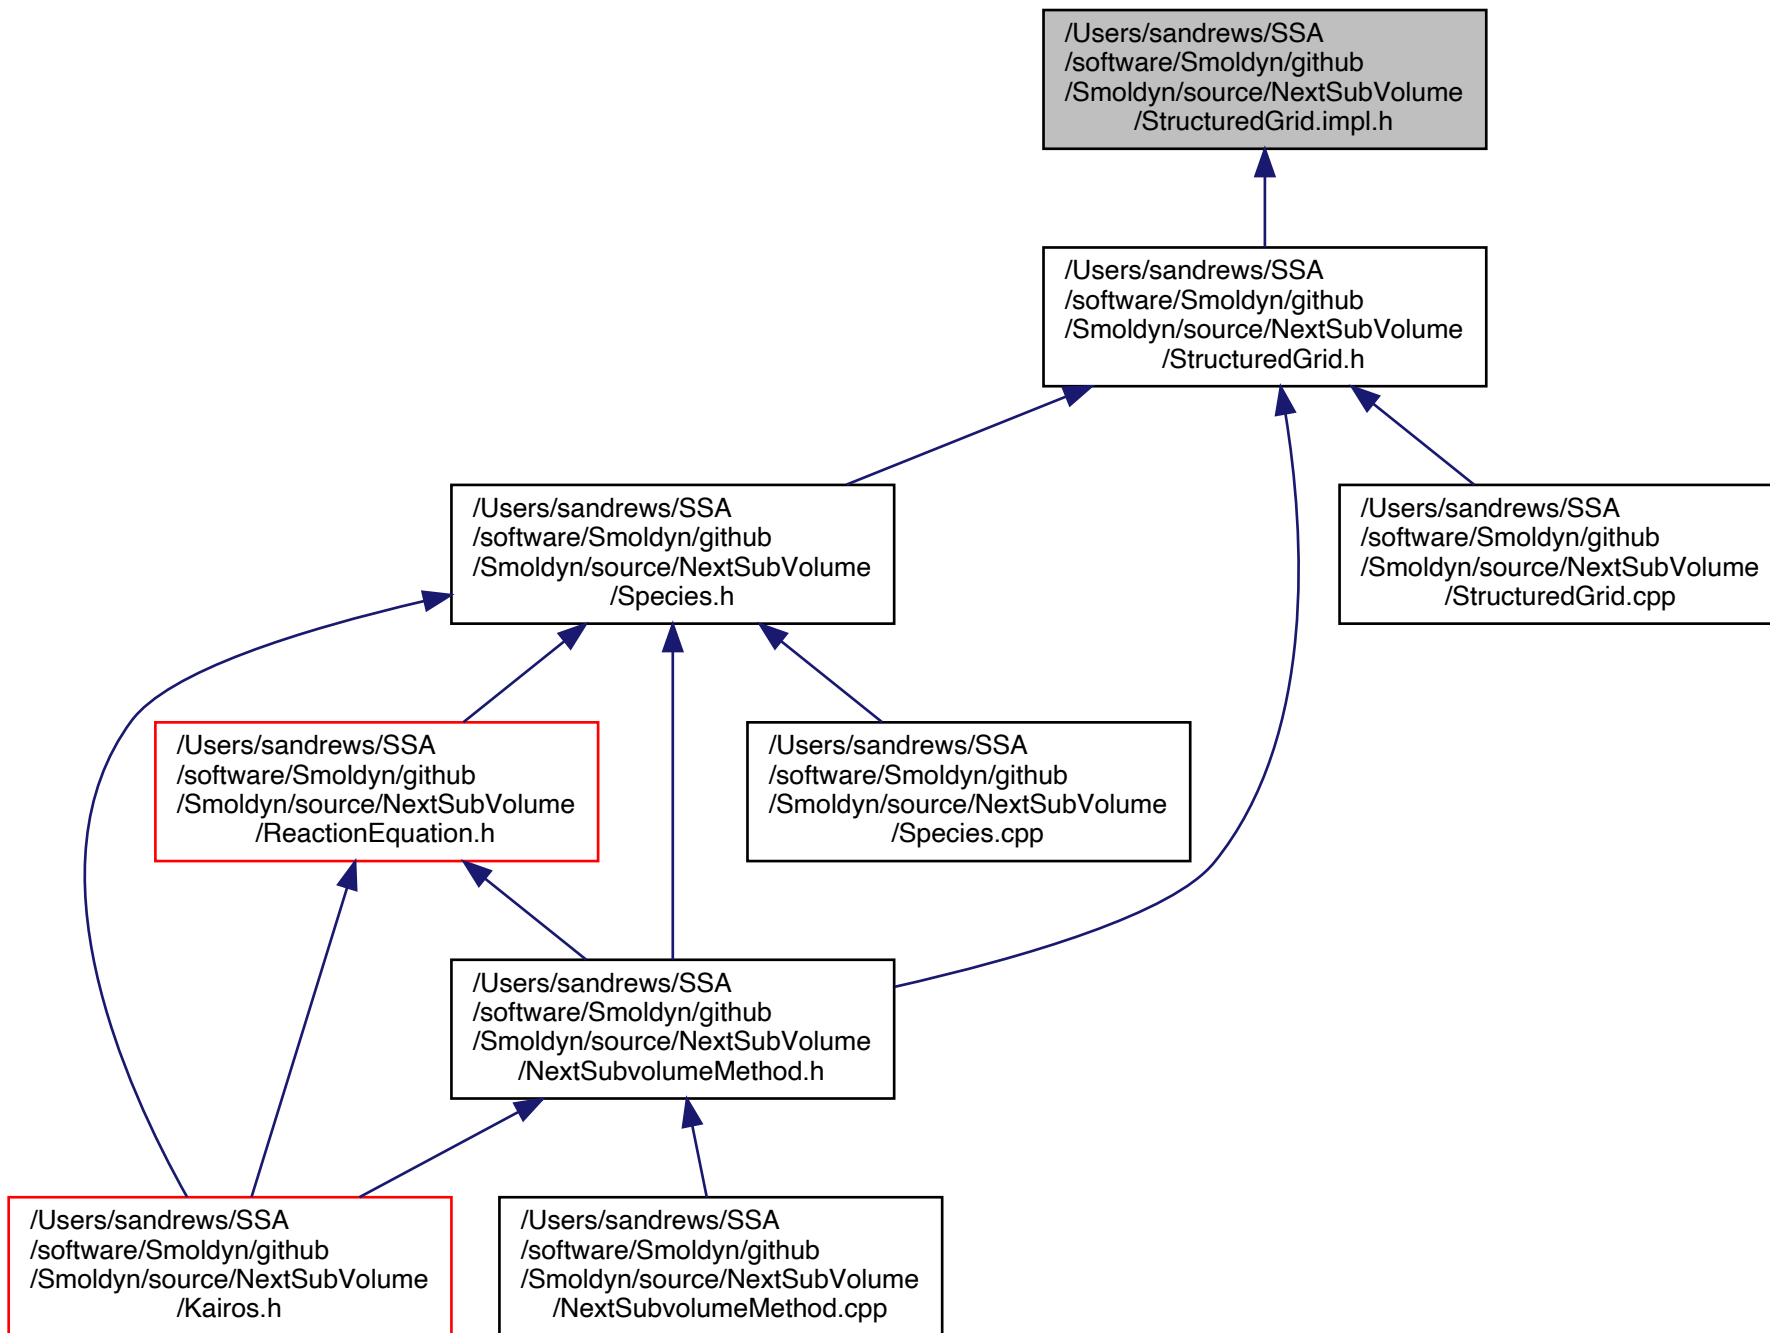 /Users/sandrews/SSA
/software/Smoldyn/github
/Smoldyn/source/NextSubVolume
/StructuredGrid.impl.h
/Users/sandrews/SSA
/software/Smoldyn/github
/Smoldyn/source/NextSubVolume
/StructuredGrid.h
/Users/sandrews/SSA
/software/Smoldyn/github
/Smoldyn/source/NextSubVolume
/Species.h
/Users/sandrews/SSA
/software/Smoldyn/github
/Smoldyn/source/NextSubVolume
/StructuredGrid.cpp
/Users/sandrews/SSA
/software/Smoldyn/github
/Smoldyn/source/NextSubVolume
/ReactionEquation.h
/Users/sandrews/SSA
/software/Smoldyn/github
/Smoldyn/source/NextSubVolume
/Species.cpp
/Users/sandrews/SSA
/software/Smoldyn/github
/Smoldyn/source/NextSubVolume
/NextSubvolumeMethod.h
/Users/sandrews/SSA
/software/Smoldyn/github
/Smoldyn/source/NextSubVolume
/Kairos.h
/Users/sandrews/SSA
/software/Smoldyn/github
/Smoldyn/source/NextSubVolume
/NextSubvolumeMethod.cpp